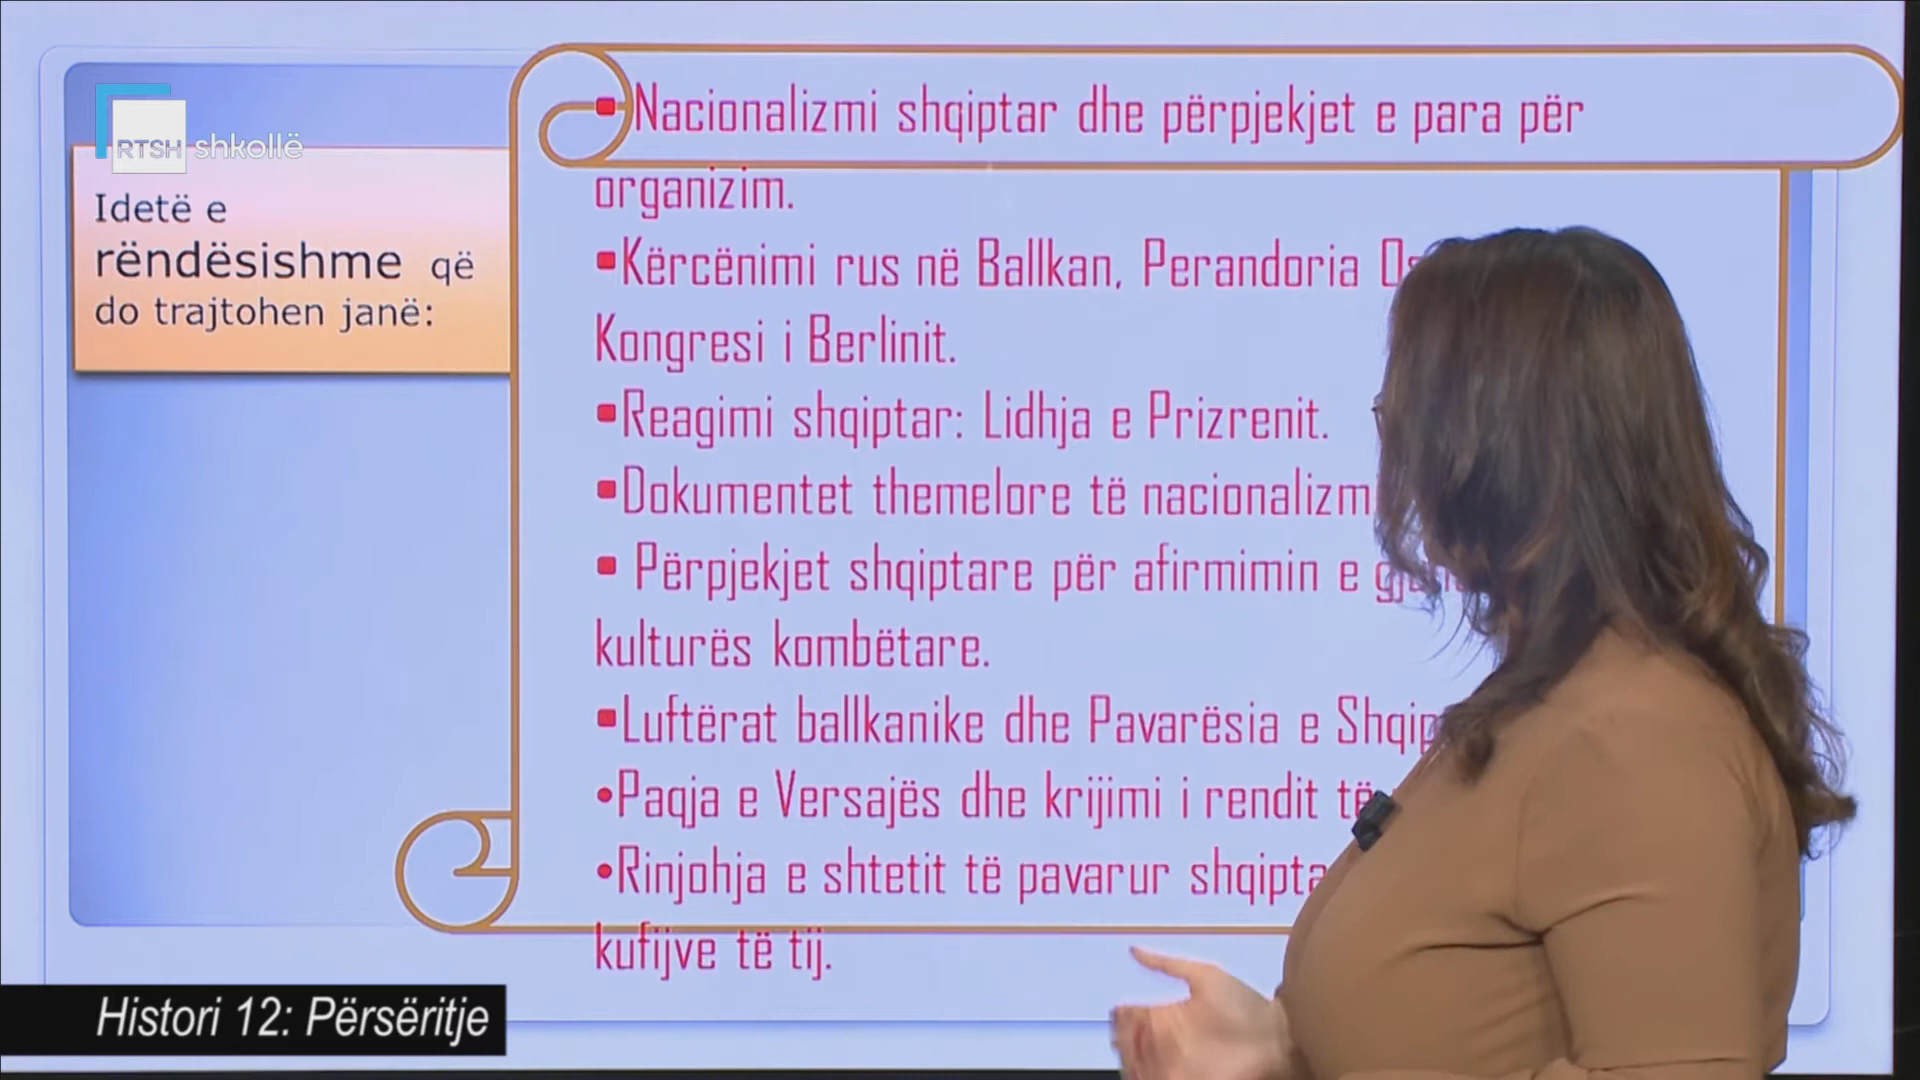 RTSH shkollë
Idetë e
rëndësishme që
do trajtohen janë:
▪Nacionalizmi shqiptar dhe përpjekjet e para për
organizim.
▪Kërcënimi rus në Ballkan, Perandoria
Kongresi i Berlinit.
▪Reagimi shqiptar: Lidhja e Prizrenit.
▪Dokumentet themelore të
▪ Përpjekjet shqiptare për afirmimin e
kulturës kombëtare.
▪Luftërat ballkanike dhe Pavarësia e
•Paqja e Versajës dhe krijimi i rendit të
•Rinjohja e shtetit të pavarur
kufijve të tij.
Histori 12: Përsëritje